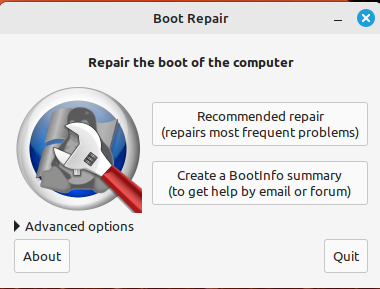 Boot Repair
Repair the boot of the computer
Recommended repair
(repairs most frequent problems)
Create a BootInfo summary
(to get help by email or forum)
Advanced options
About
Quit